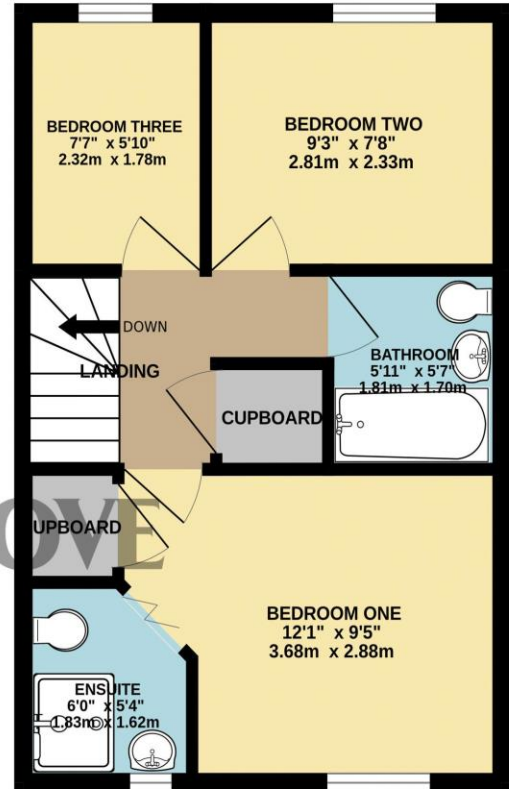 BEDROOM THREE
7'7" x 5'10"
2.32m x 1.78m
BEDROOM TWO
9'3" x 7'8"
2.81m x 2.33m
DOWN
LANDING
BATHROOM
5'11" x 5'7"
1.81m x 1.70m
CUPBOARD
UPBOARD
OVE
BEDROOM ONE
12'1" x 9'5"
3.68m x 2.88m
ENSUITE
6'0" x 5'4"
1.83m x 1.62m